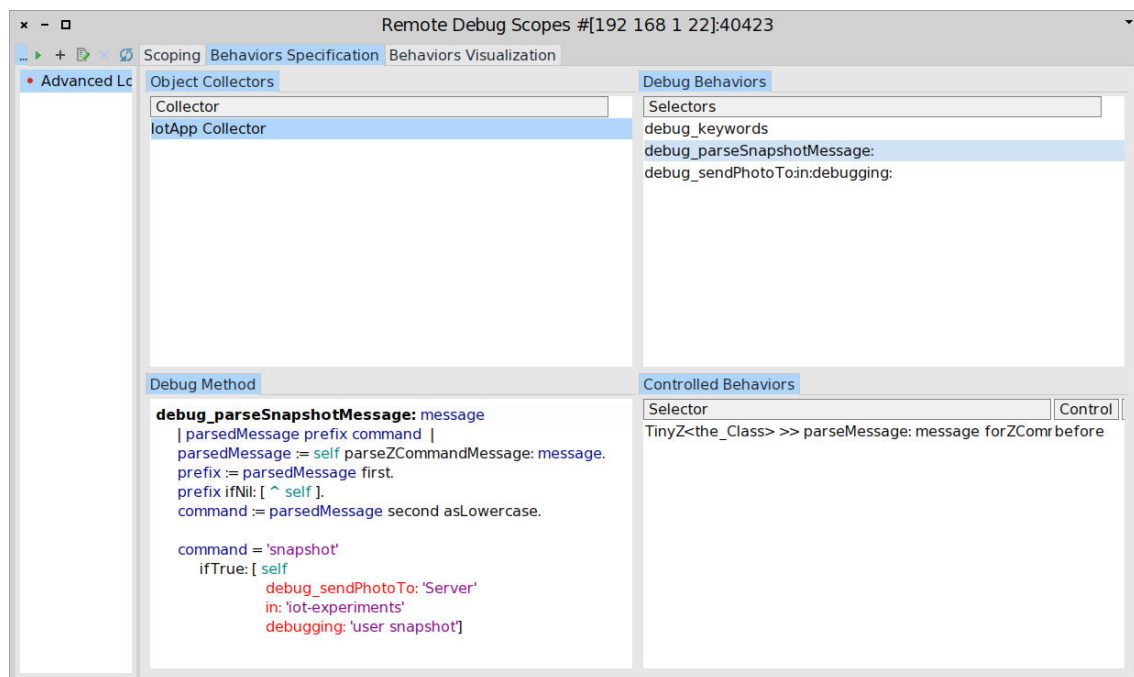 Remote Debug Scopes #[192 168 1 22]:40423
... Scoping Behaviors Specification Behaviors Visualization
Advanced Lo
Object Collectors
Collector
IotApp Collector
Debug Behaviors
Selectors
debug_keywords
debug_parseSnapshotMessage:
debug_sendPhotoTo:in:debugging:
Debug Method
debug_parseSnapshotMessage: message
| parsedMessage prefix command |
parsedMessage := self parseZCommandMessage: message.
prefix := parsedMessage first.
prefix ifNil: [ ^ self ].
command := parsedMessage second asLowercase.
command = 'snapshot'
ifTrue: [ self
debug_sendPhotoTo: 'Server'
in: 'iot-experiments'
debugging: 'user snapshot']
Controlled Behaviors
Selector Control
TinyZ<the_Class> >> parseMessage: message forZComr before